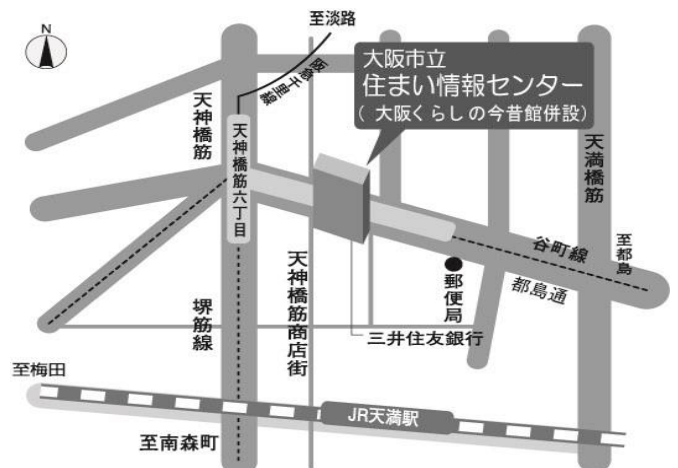 N
至淡路
阪急千里線
大阪市立
住まい情報センター
(大阪くらしの今昔館併設)
天神橋筋
天神橋筋六丁目
天満橋筋
谷町線
至都島
都島通
郵便局
天神橋筋商店街
堺筋線
三井住友銀行
至梅田
JR天満駅
至南森町